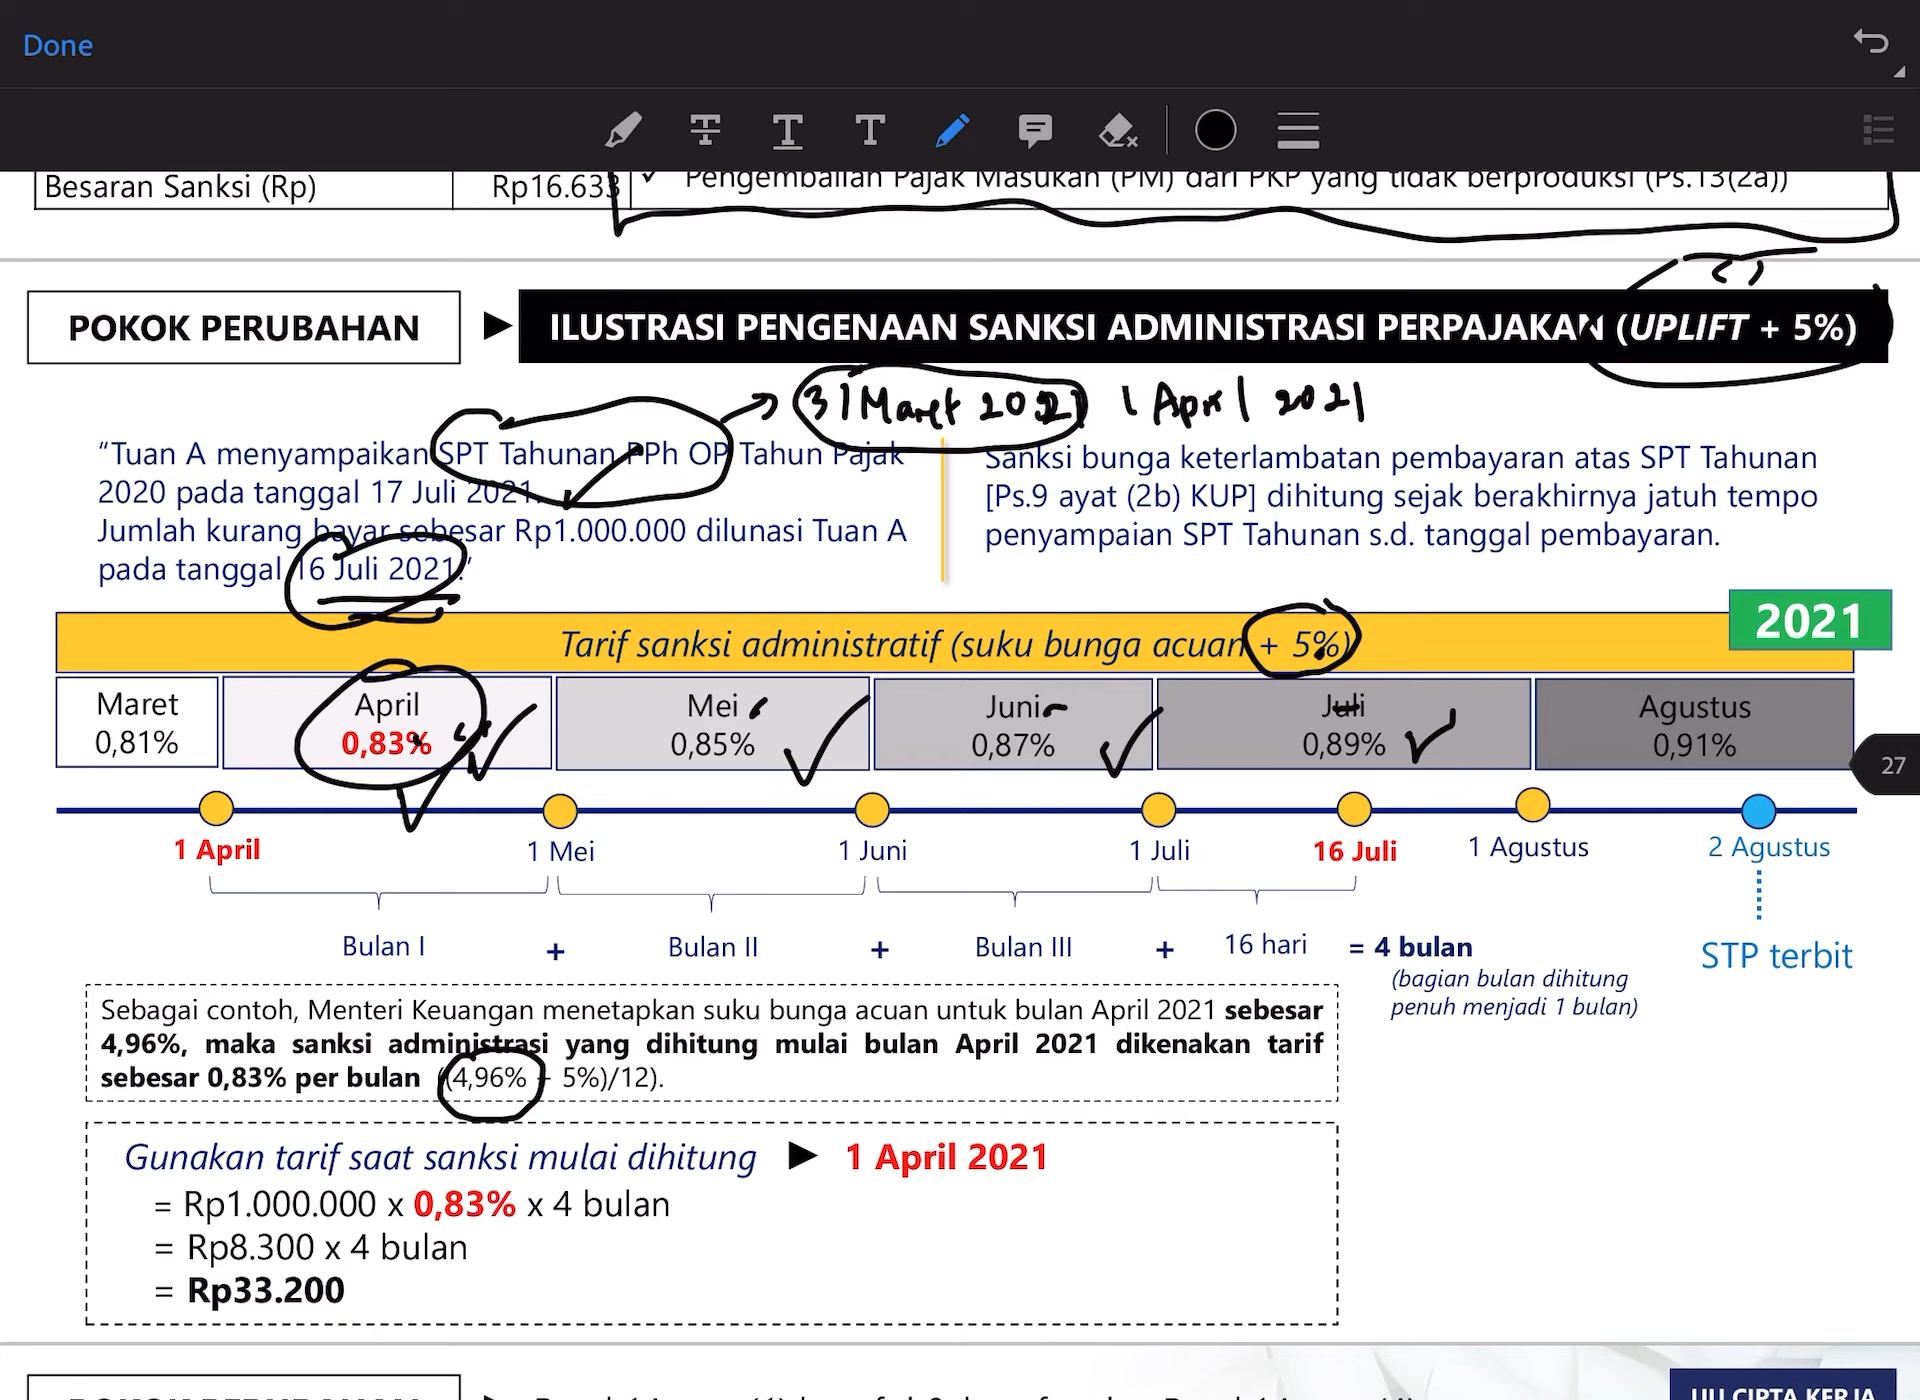 Done
Besaran Sanksi (Rp) Rp16.633 ✓ Pengembalian Pajak Masukan (PM) dari PKP yang tidak berproduksi (Ps.13(2a))
POKOK PERUBAHAN ► ILUSTRASI PENGENAAN SANKSI ADMINISTRASI PERPAJAKAN (UPLIFT + 5%)
31 Maret 2021 1 April 2021
“Tuan A menyampaikan SPT Tahunan PPh OP Tahun Pajak
2020 pada tanggal 17 Juli 2021.
Jumlah kurang bayar sebesar Rp1.000.000 dilunasi Tuan A
pada tanggal 16 Juli 2021.”
Sanksi bunga keterlambatan pembayaran atas SPT Tahunan
[Ps.9 ayat (2b) KUP] dihitung sejak berakhirnya jatuh tempo
penyampaian SPT Tahunan s.d. tanggal pembayaran.
2021
Tarif sanksi administratif (suku bunga acuan + 5%)
Maret April Mei Juni Juli Agustus
0,81% 0,83% 0,85% 0,87% 0,89% 0,91%
27
1 April 1 Mei 1 Juni 1 Juli 16 Juli 1 Agustus 2 Agustus
Bulan I + Bulan II + Bulan III + 16 hari = 4 bulan
(bagian bulan dihitung
penuh menjadi 1 bulan)
STP terbit
Sebagai contoh, Menteri Keuangan menetapkan suku bunga acuan untuk bulan April 2021 sebesar
4,96%, maka sanksi administrasi yang dihitung mulai bulan April 2021 dikenakan tarif
sebesar 0,83% per bulan ((4,96% + 5%)/12).
Gunakan tarif saat sanksi mulai dihitung ► 1 April 2021
= Rp1.000.000 x 0,83% x 4 bulan
= Rp8.300 x 4 bulan
= Rp33.200
POKOK PERUBAHAN
UU CIPTA KERJA